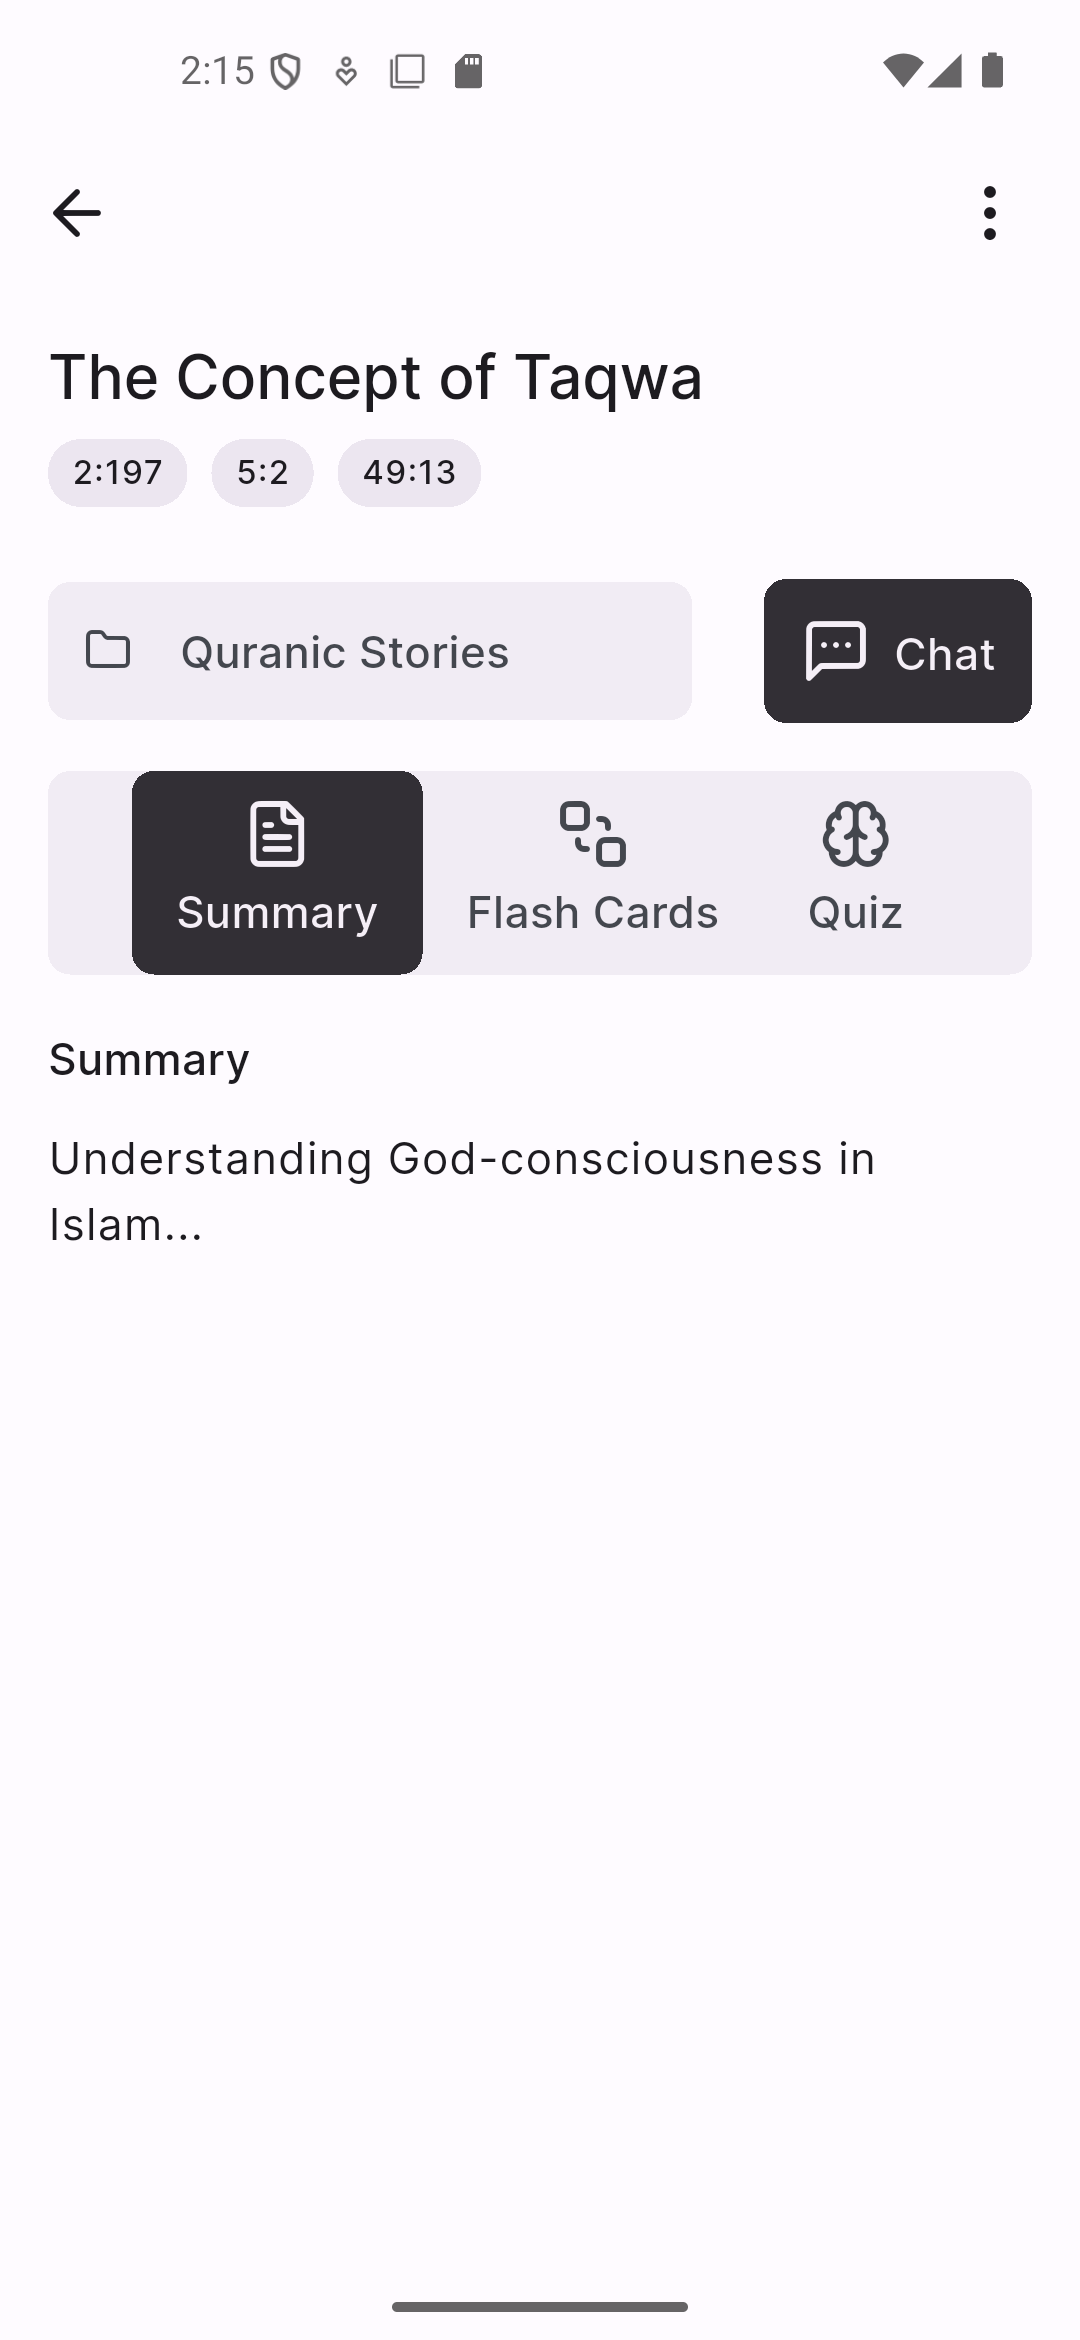 2:15
The Concept of Taqwa
2:197 5:2 49:13
Quranic Stories
Chat
Summary Flash Cards Quiz
Summary
Understanding God-consciousness in
Islam...